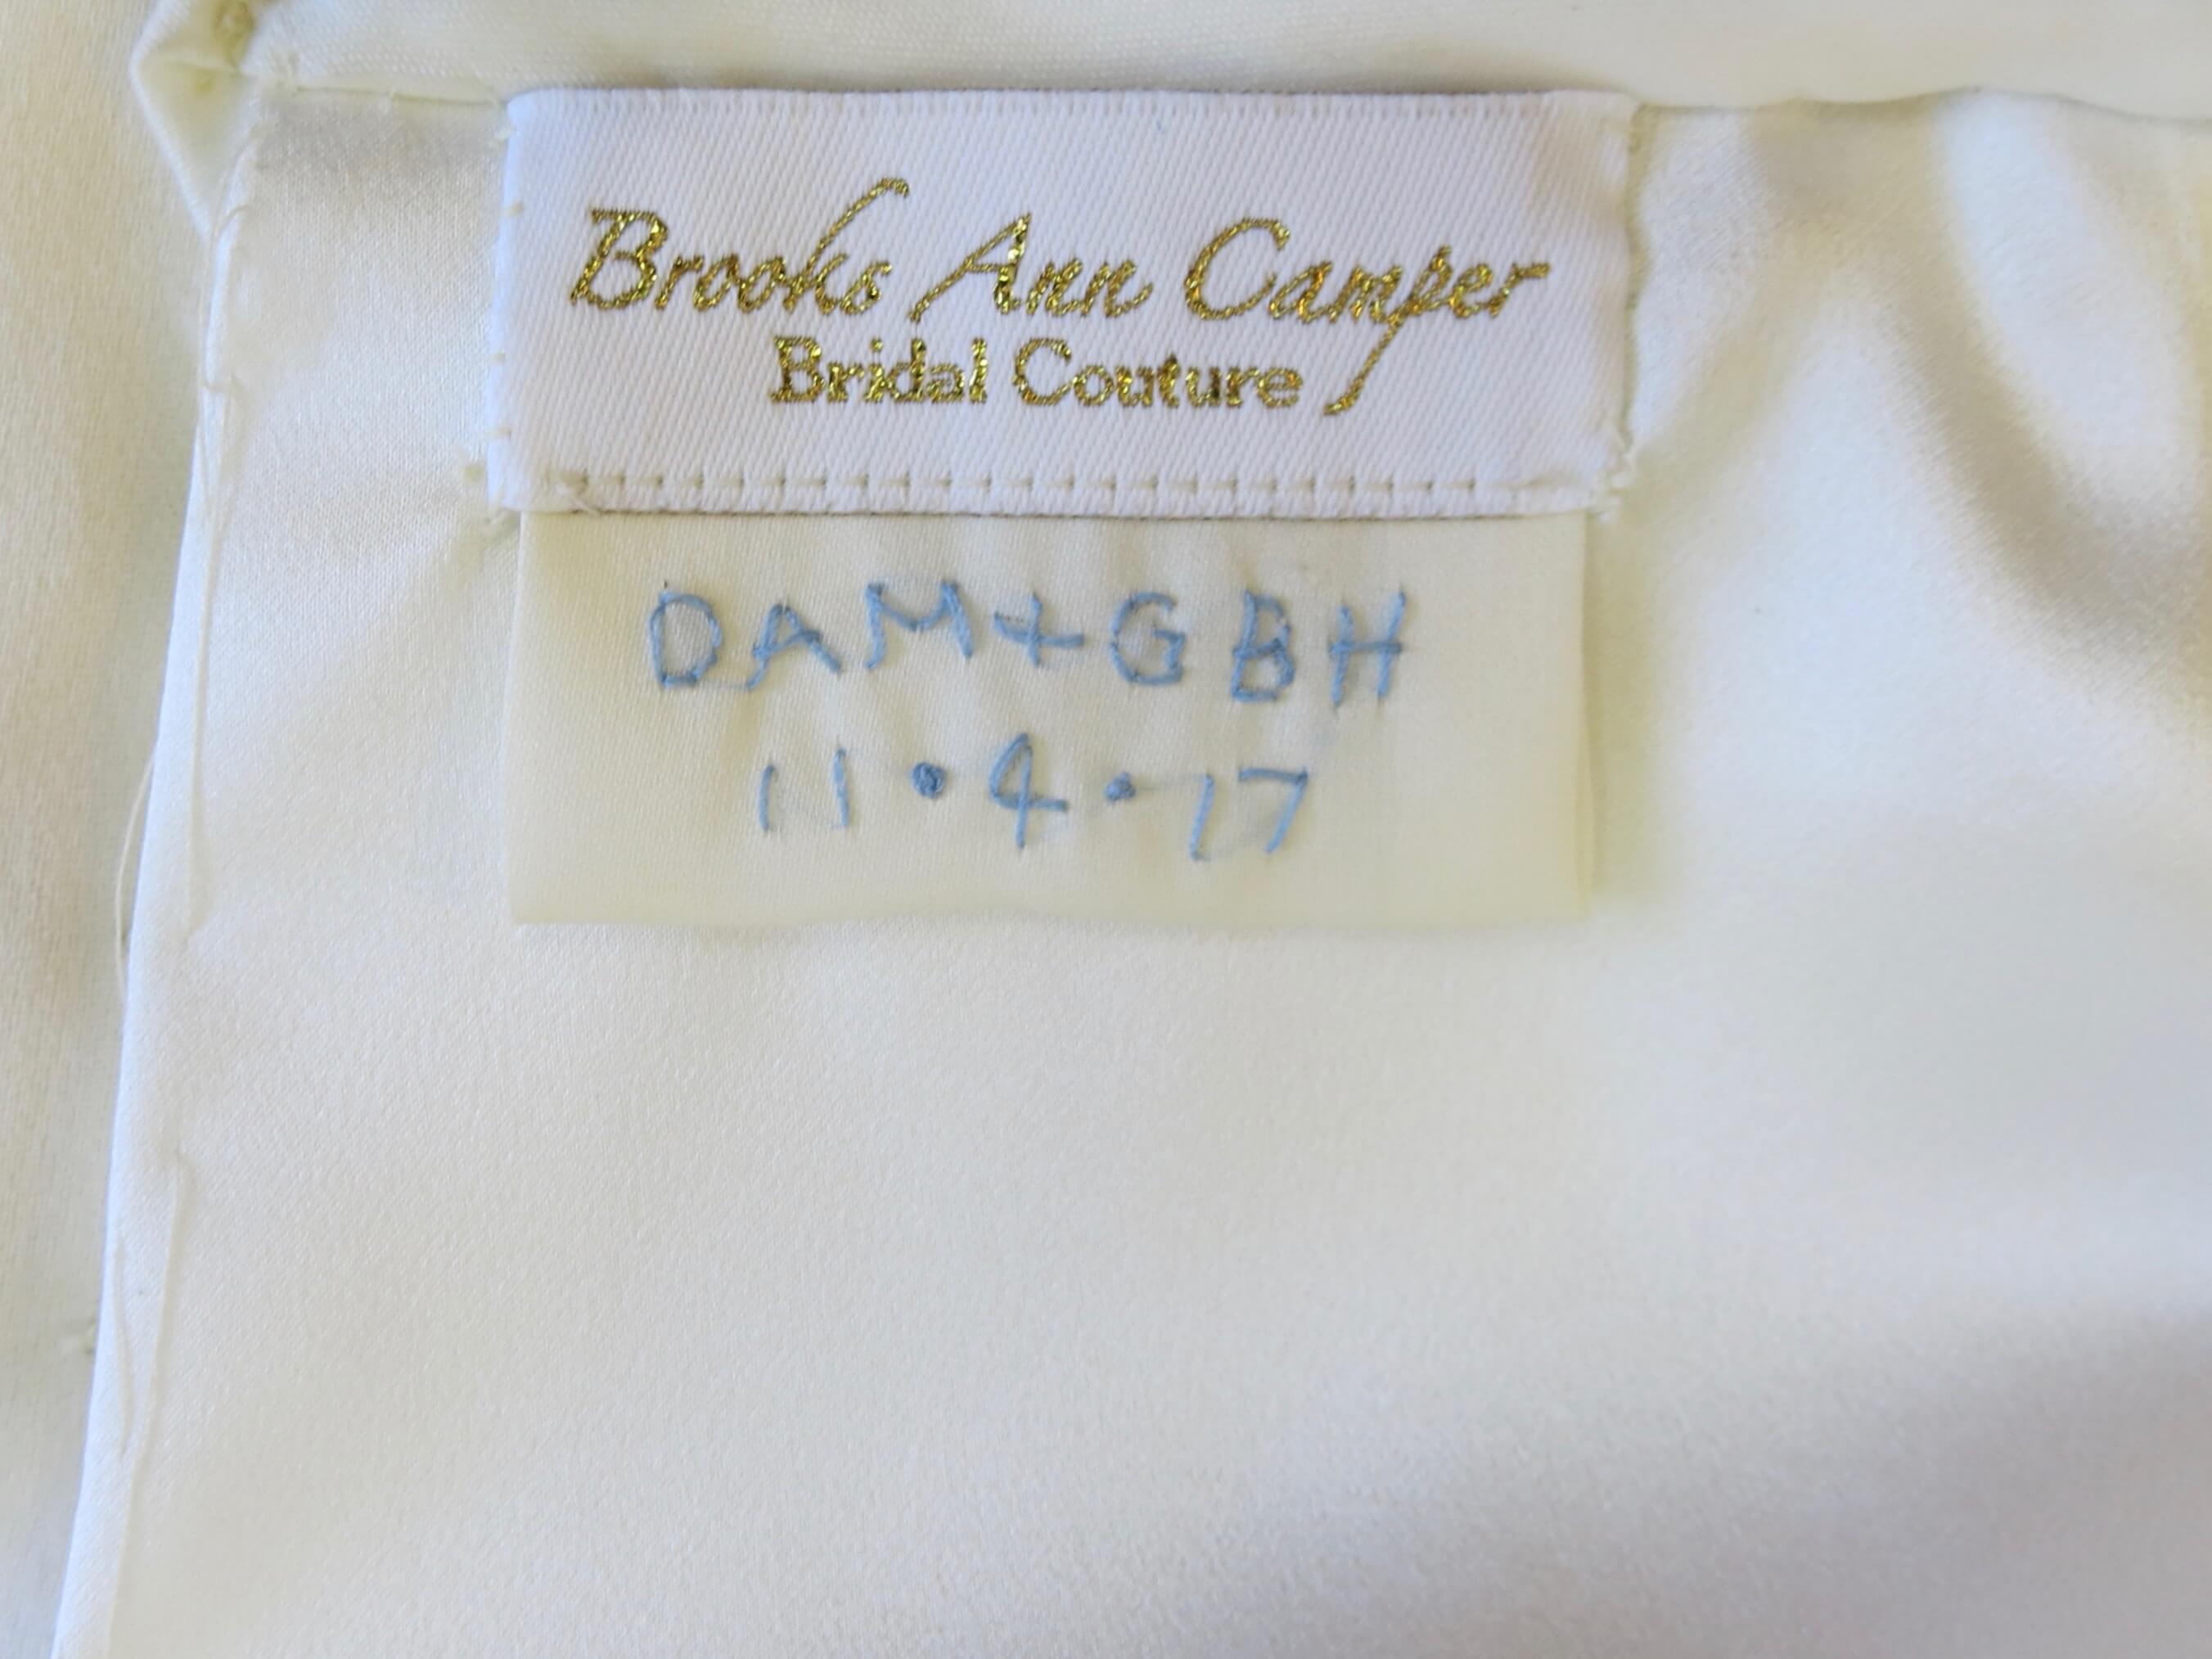 Brooks Ann Camper
Bridal Couture
DAM+GBH
11•4•17